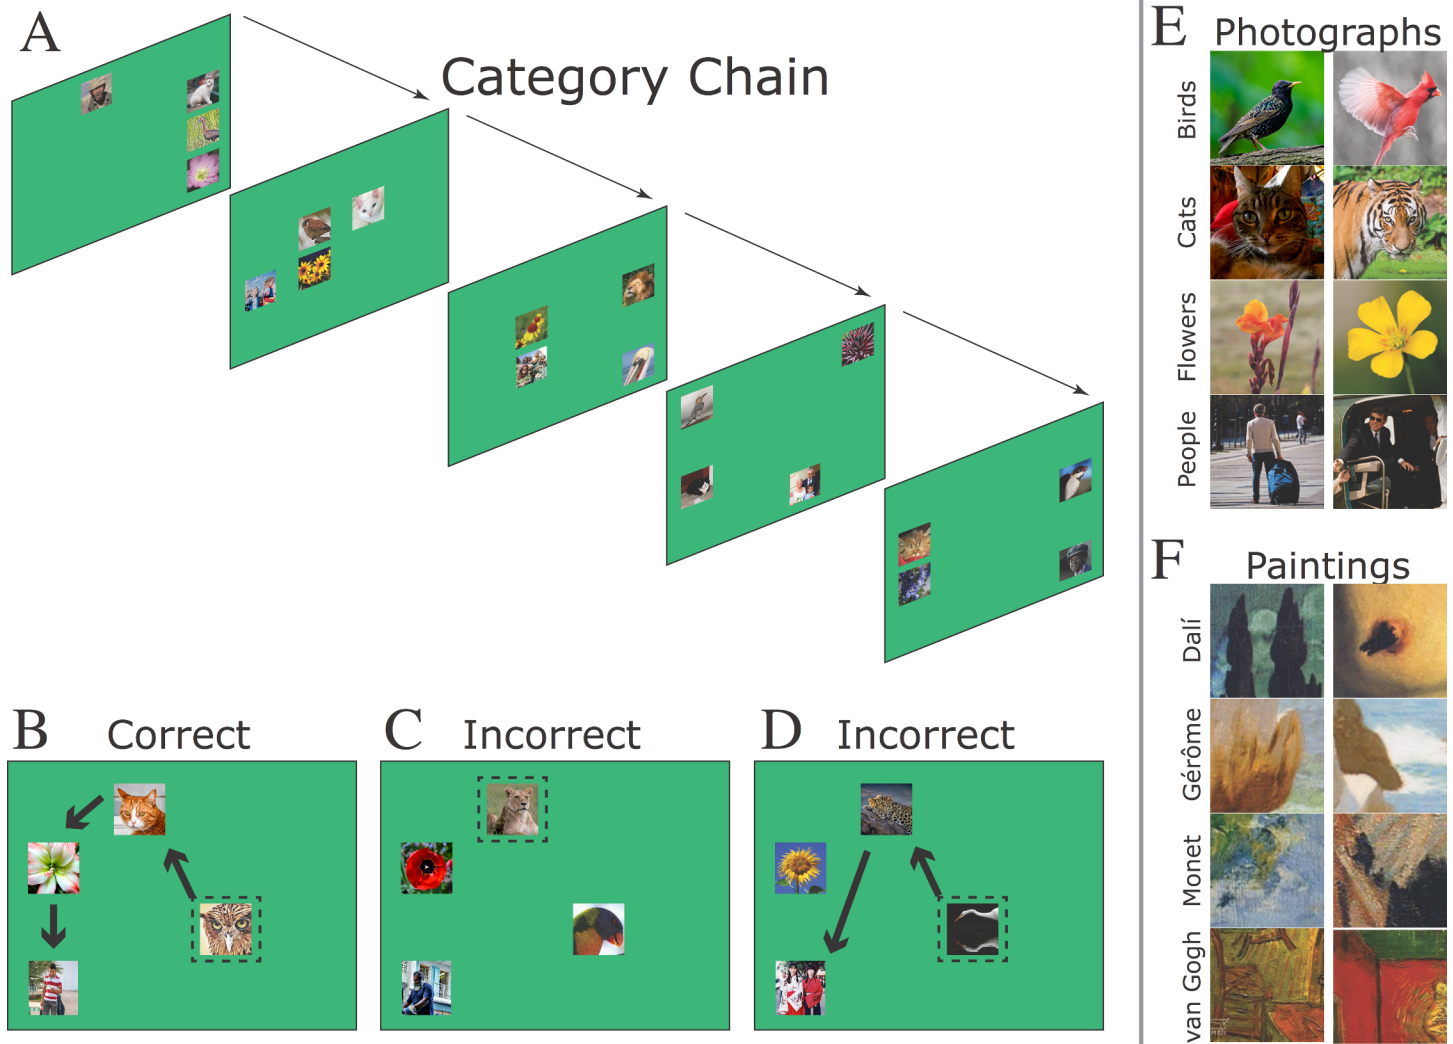 A
Category Chain
B
Correct
C
Incorrect
D
Incorrect
E
Photographs
Birds
Cats
Flowers
People
F
Paintings
Dalí
Gérôme
Monet
van Gogh